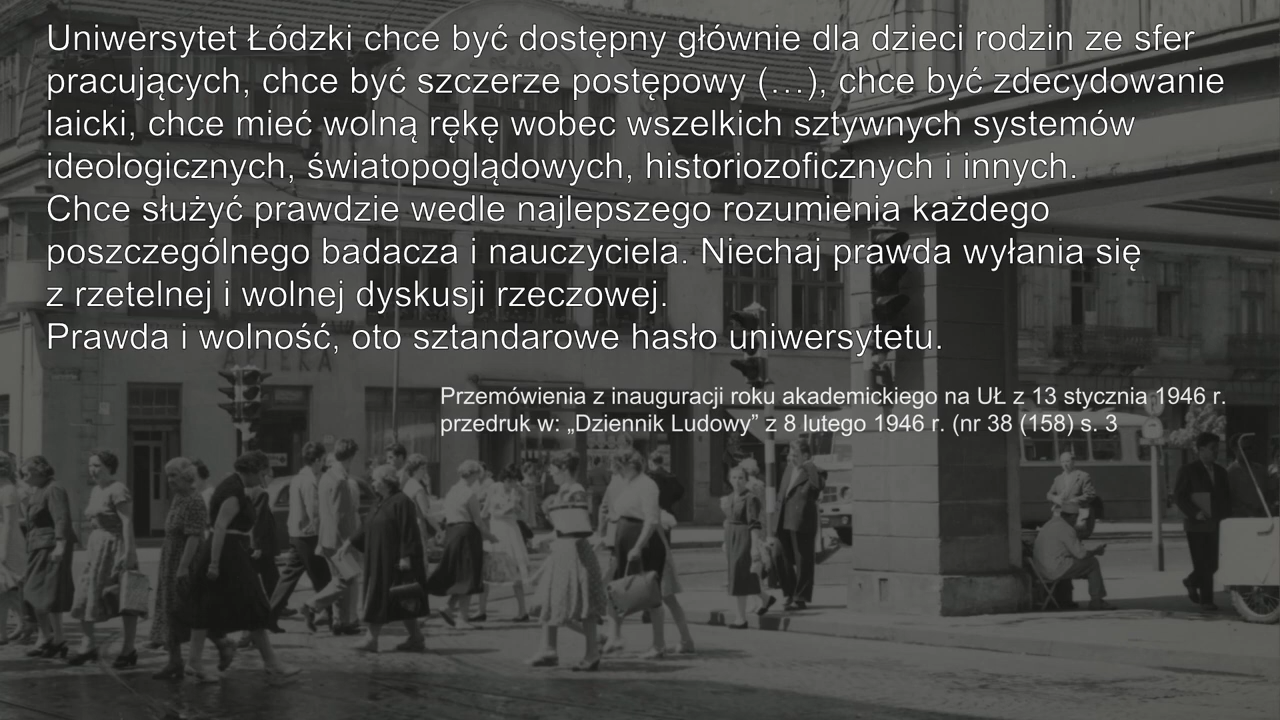 Uniwersytet Łódzki chce być dostępny głównie dla dzieci rodzin ze sfer
pracujących, chce być szczerze postępowy (…), chce być zdecydowanie
laicki, chce mieć wolną rękę wobec wszelkich sztywnych systemów
ideologicznych, światopoglądowych, historiozoficznych i innych.
Chce służyć prawdzie wedle najlepszego rozumienia każdego
poszczególnego badacza i nauczyciela. Niechaj prawda wyłania się
z rzetelnej i wolnej dyskusji rzeczowej.
Prawda i wolność, oto sztandarowe hasło uniwersytetu.
APTEKA
Przemówienia z inauguracji roku akademickiego na UŁ z 13 stycznia 1946 r.
przedruk w: „Dziennik Ludowy” z 8 lutego 1946 r. (nr 38 (158) s. 3